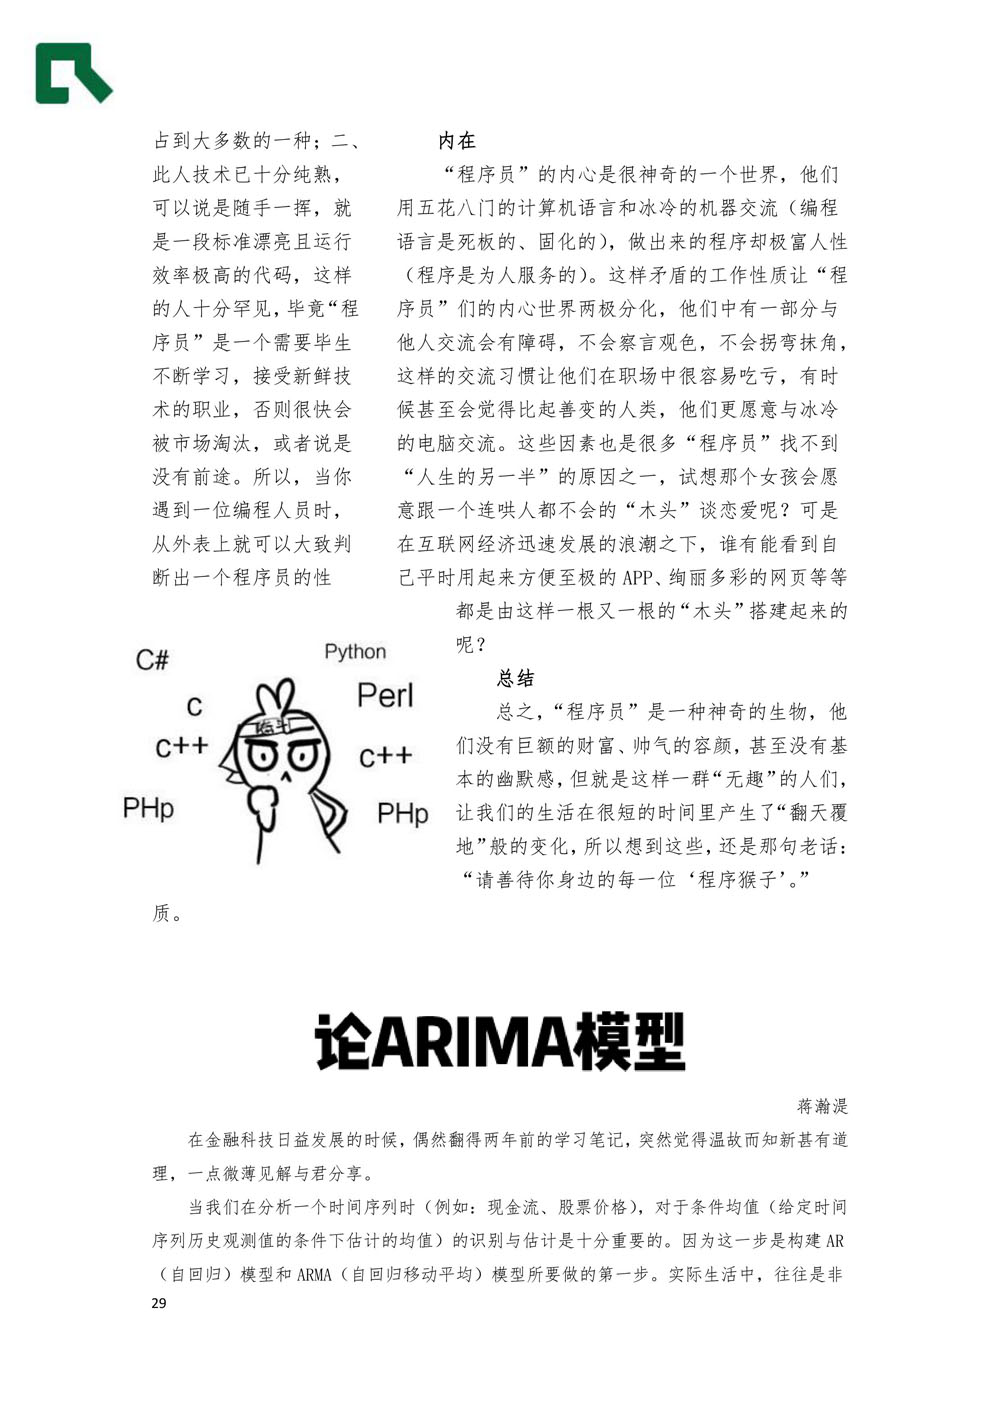 占到大多数的一种；二、
此人技术已十分纯熟，
可以说是随手一挥，就
是一段标准漂亮且运行
效率极高的代码，这样
的人十分罕见，毕竟“程
序员”是一个需要毕生
不断学习，接受新鲜技
术的职业，否则很快会
被市场淘汰，或者说是
没有前途。所以，当你
遇到一位编程人员时，
从外表上就可以大致判
断出一个程序员的性
C#
Python
c
Perl
c++
c++
PHp
PHp
奋斗
质。
内在
“程序员”的内心是很神奇的一个世界，他们
用五花八门的计算机语言和冰冷的机器交流（编程
语言是死板的、固化的），做出来的程序却极富人性
（程序是为人服务的）。这样矛盾的工作性质让“程
序员”们的内心世界两极分化，他们中有一部分与
他人交流会有障碍，不会察言观色，不会拐弯抹角，
这样的交流习惯让他们在职场中很容易吃亏，有时
候甚至会觉得比起善变的人类，他们更愿意与冰冷
的电脑交流。这些因素也是很多“程序员”找不到
“人生的另一半”的原因之一，试想那个女孩会愿
意跟一个连哄人都不会的“木头”谈恋爱呢？可是
在互联网经济迅速发展的浪潮之下，谁有能看到自
己平时用起来方便至极的 APP、绚丽多彩的网页等等
都是由这样一根又一根的“木头”搭建起来的
呢？
总结
总之，“程序员”是一种神奇的生物，他
们没有巨额的财富、帅气的容颜，甚至没有基
本的幽默感，但就是这样一群“无趣”的人们，
让我们的生活在很短的时间里产生了“翻天覆
地”般的变化，所以想到这些，还是那句老话：
“请善待你身边的每一位‘程序猴子’。”
论ARIMA模型
蒋瀚湜
在金融科技日益发展的时候，偶然翻得两年前的学习笔记，突然觉得温故而知新甚有道
理，一点微薄见解与君分享。
当我们在分析一个时间序列时（例如：现金流、股票价格），对于条件均值（给定时间
序列历史观测值的条件下估计的均值）的识别与估计是十分重要的。因为这一步是构建 AR
（自回归）模型和 ARMA（自回归移动平均）模型所要做的第一步。实际生活中，往往是非
29